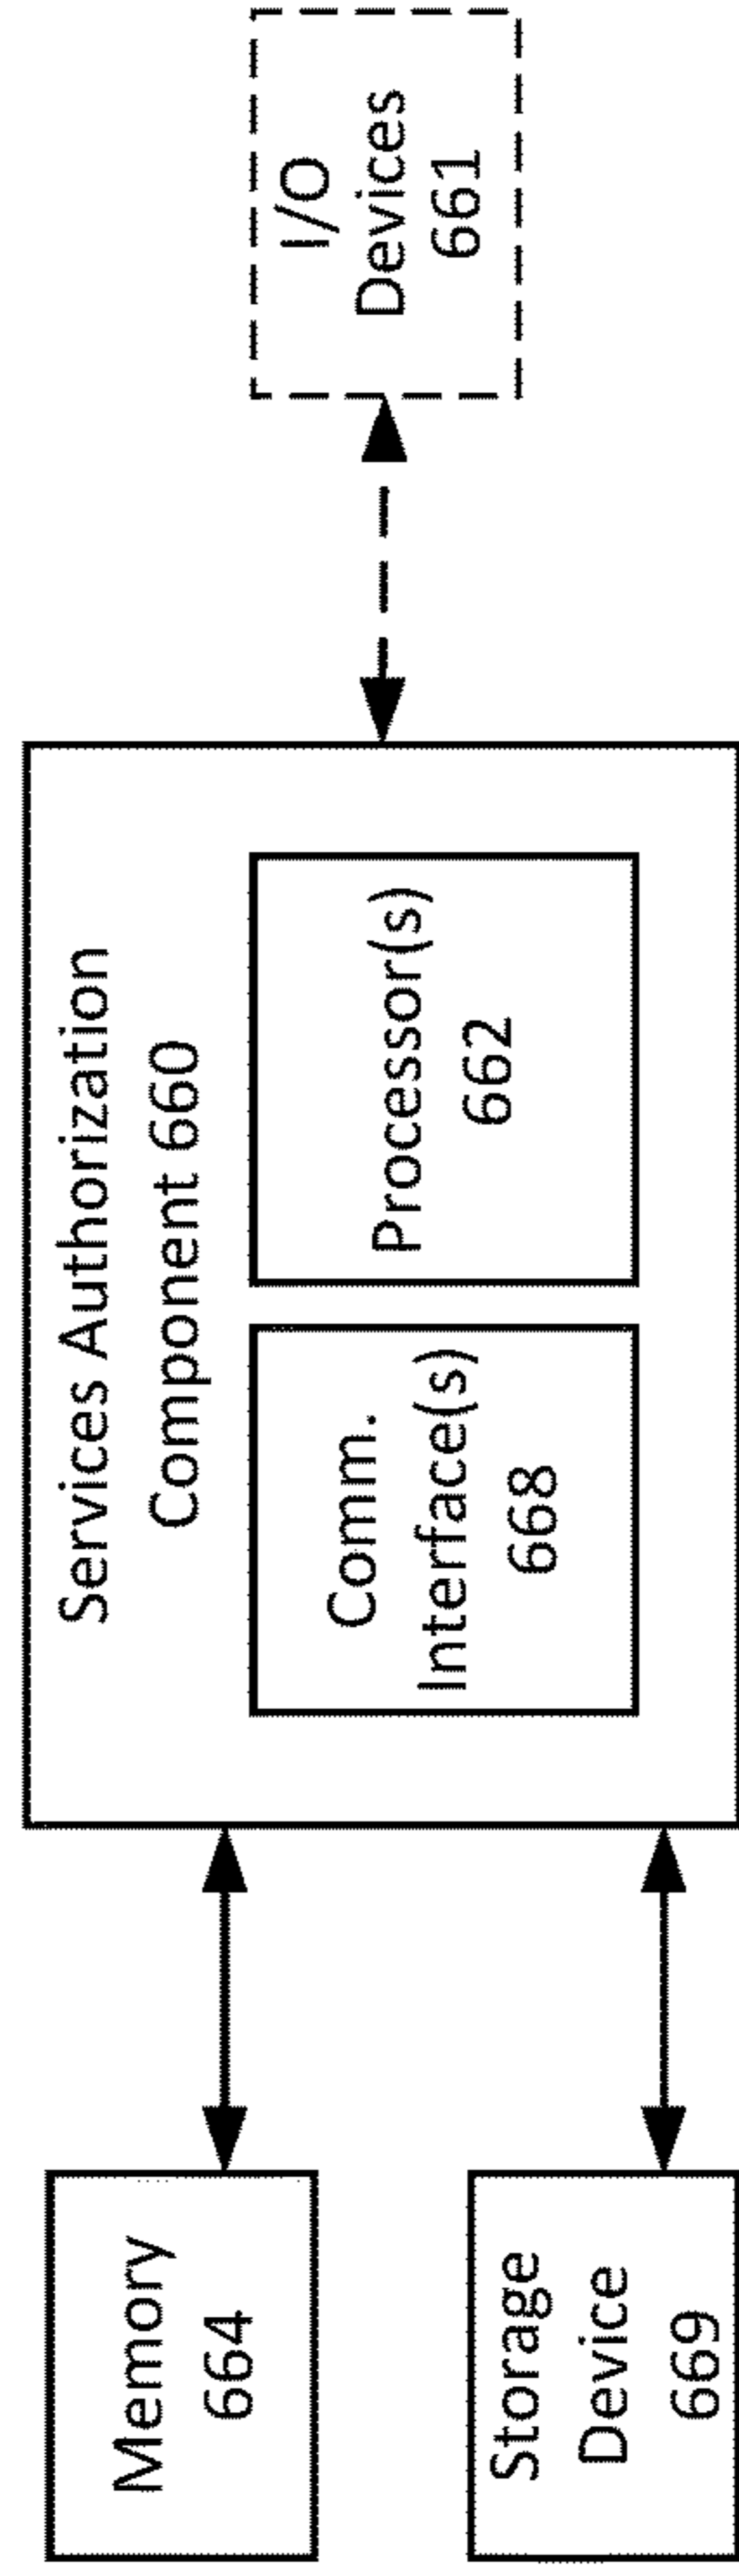 Memory
664
Storage
Device
669
Services Authorization
Component 660
Comm.
Interface(s)
668
Processor(s)
662
I/O
Devices
661